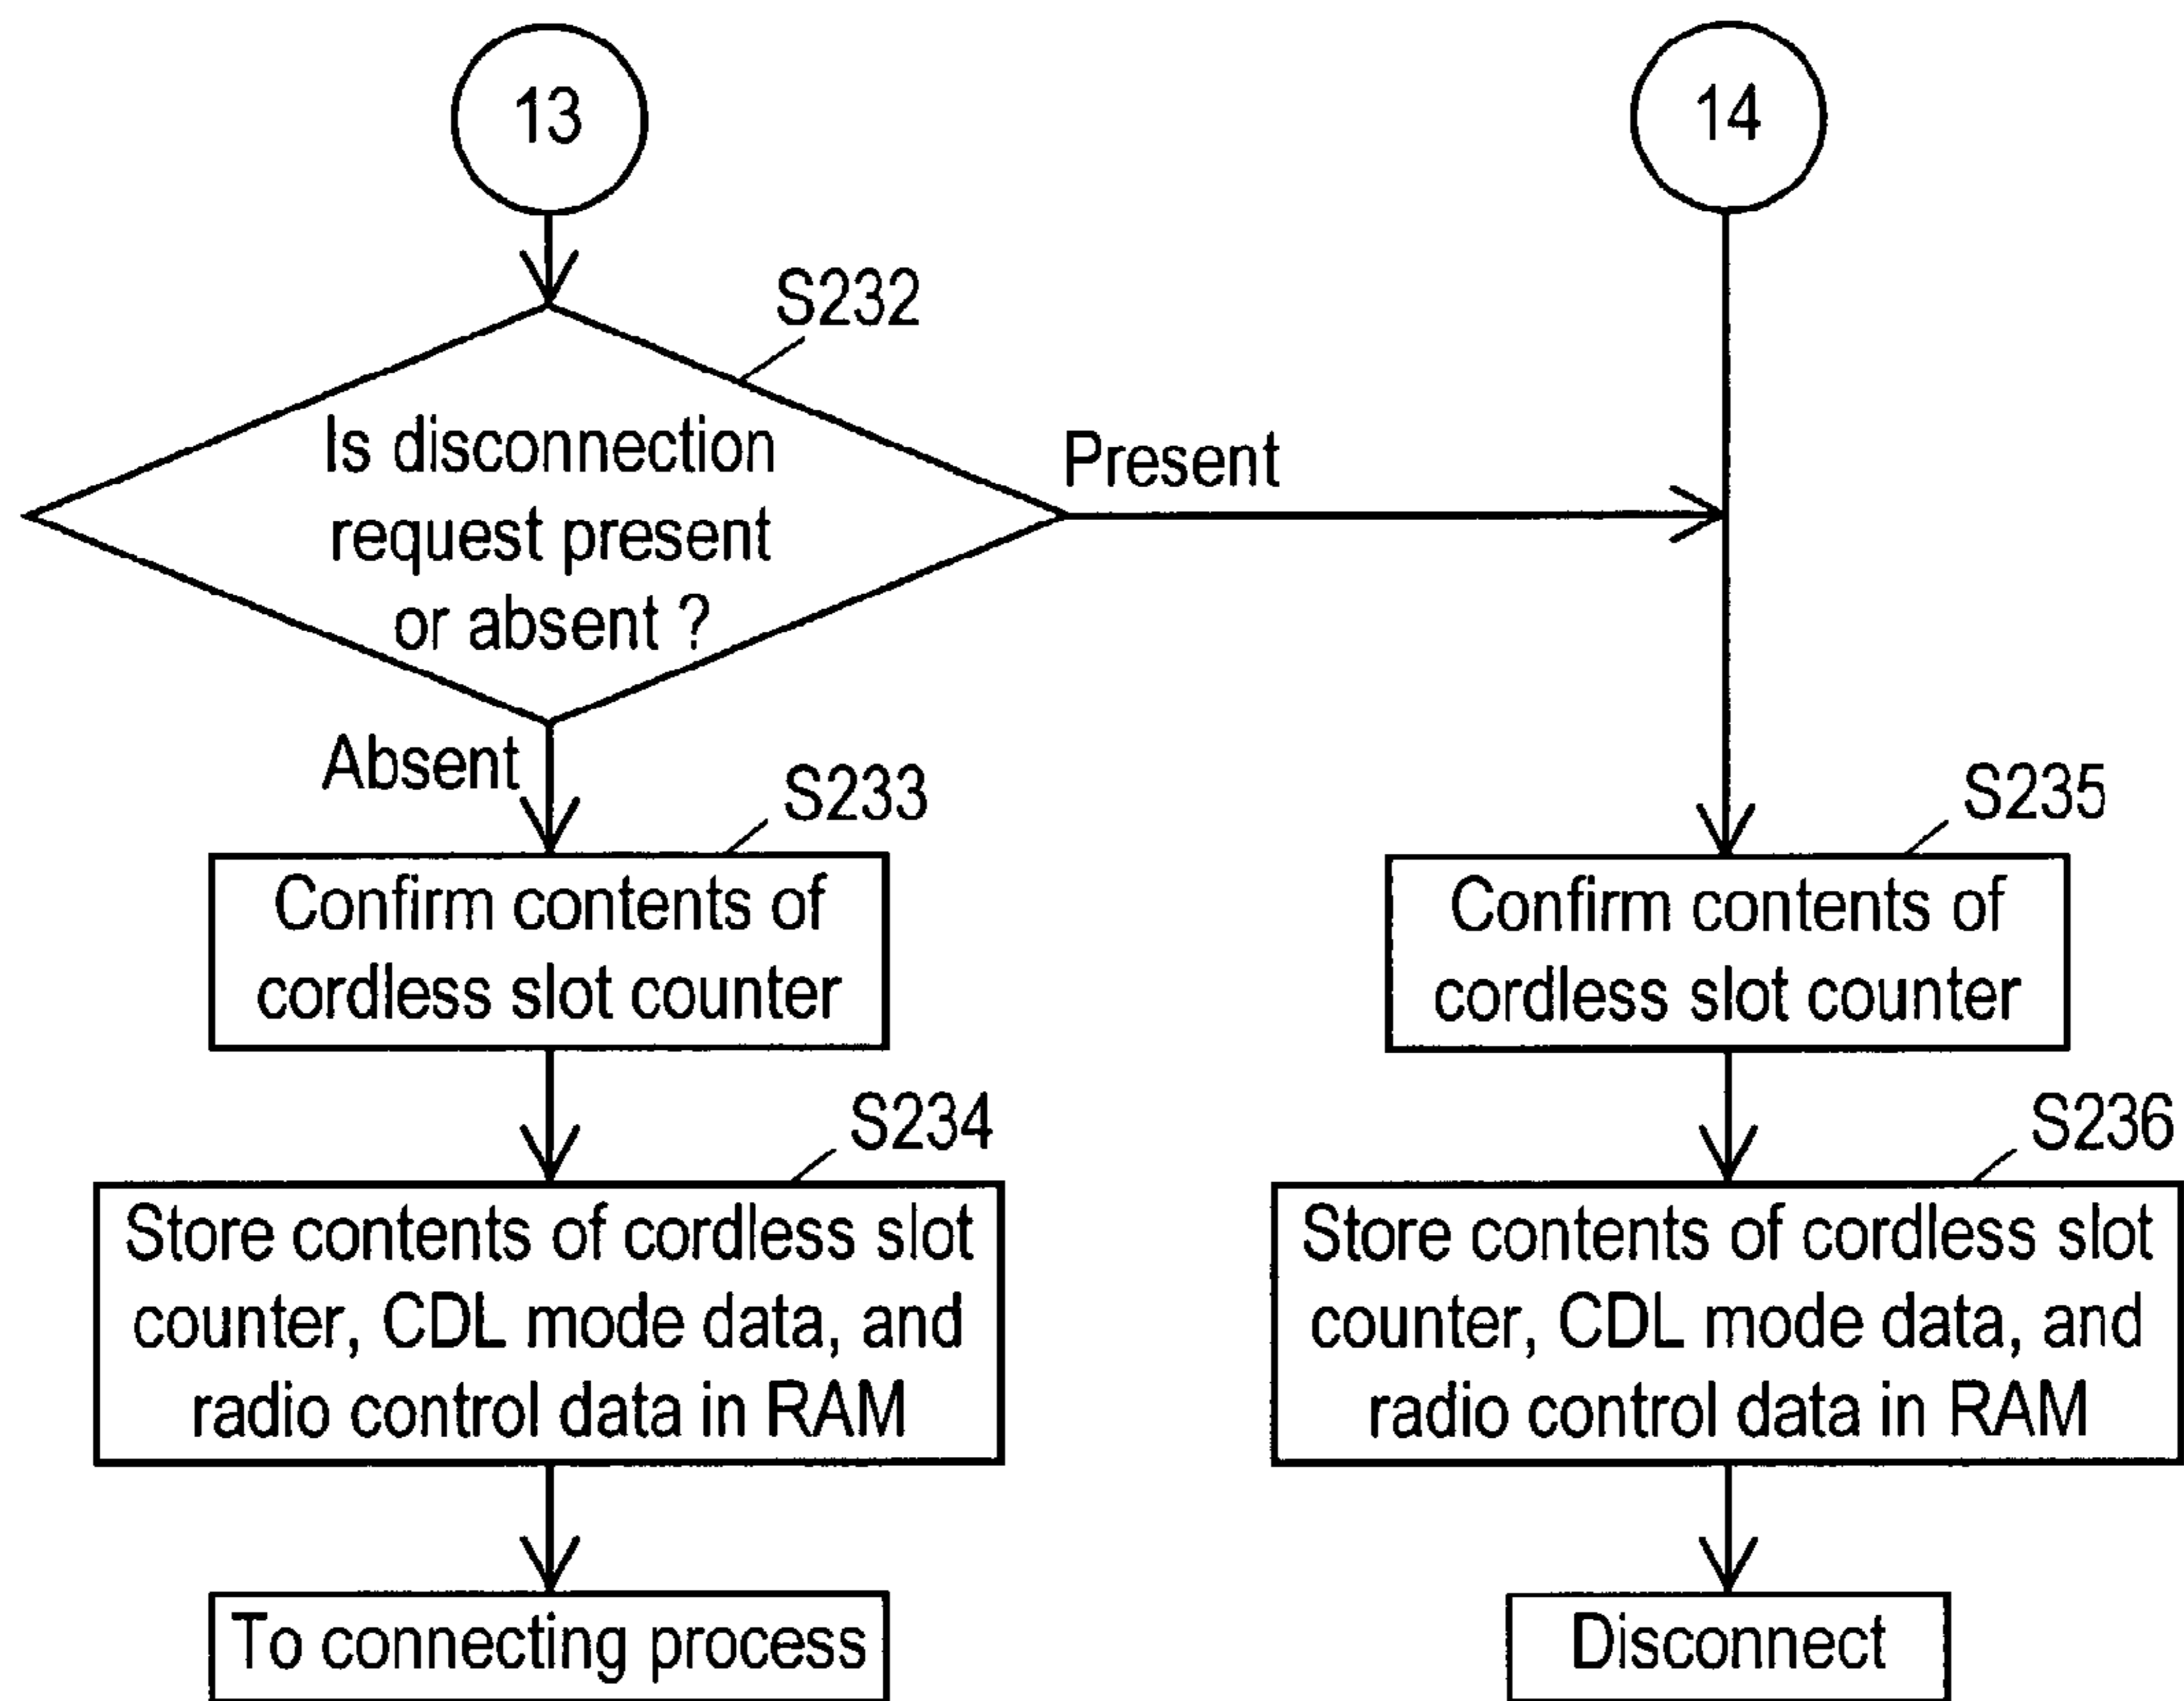 13
14
S232
Is disconnection
request present
or absent ?
Present
Absent
S233
S235
Confirm contents of
cordless slot counter
Confirm contents of
cordless slot counter
S234
S236
Store contents of cordless slot
counter, CDL mode data, and
radio control data in RAM
Store contents of cordless slot
counter, CDL mode data, and
radio control data in RAM
To connecting process
Disconnect